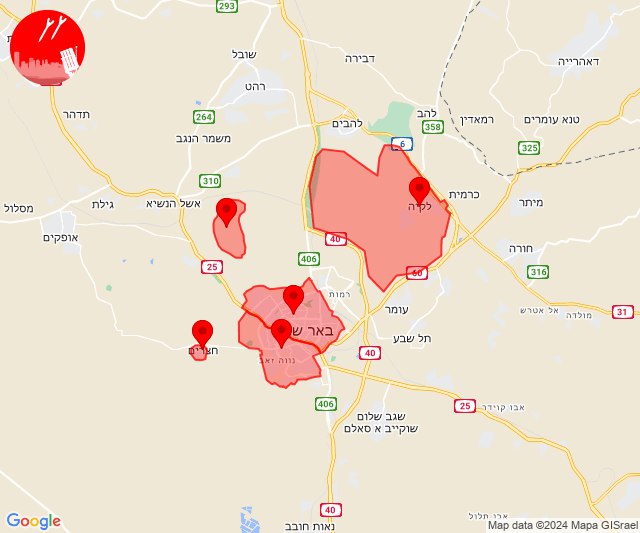 שובל
דבירה
דאהרייה
רהט
תדהר
264
293
להב
רמאדין
טנא עומרים
להבים
358
משמר הנגב
6
325
310
כרמית
אשל הנשיא
גילת
מסלול
לקיה
מיתר
אופקים
40
חורה
406
25
60
316
רמות
עומר
31
אל אטרש
מולדה
באר ש
תל שבע
חצרים
נווה זאב
40
406
25
אבו קוידר
שגב שלום
שוקייב א סאלם
40
נאות חובב
אבו תלול
Google
Map data ©2024 Mapa GISrael